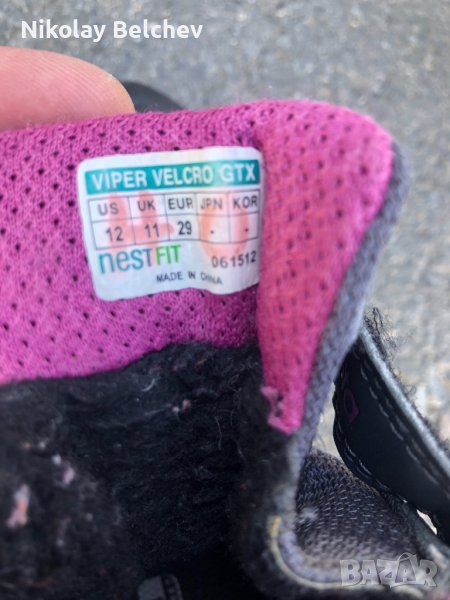 Nikolay Belchev
VIPER VELCRO GTX
US UK EUR JPN KOR
12 11 29 - -
nestFIT 061512
MADE IN CHINA
BAZAR